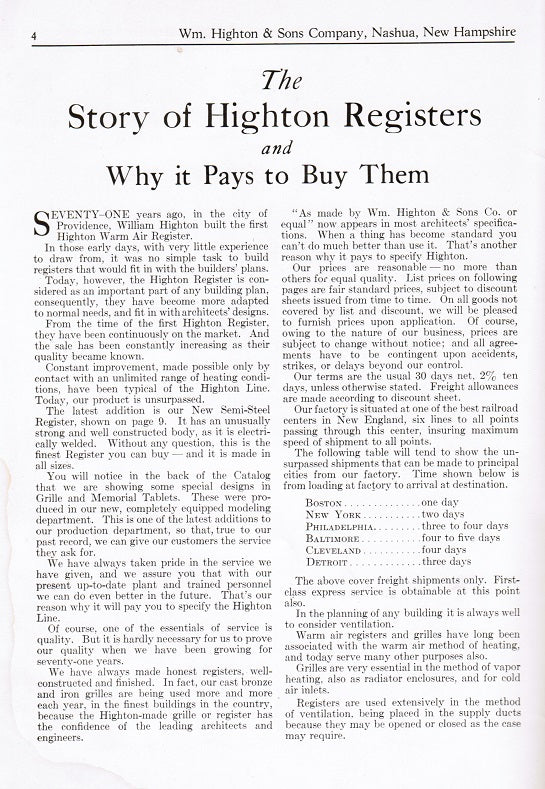 4
Wm. Highton & Sons Company, Nashua, New Hampshire
The
Story of Highton Registers
and
Why it Pays to Buy Them
SEVENTY–ONE years ago, in the city of
Providence, William Highton built the first
Highton Warm Air Register.
In those early days, with very little experience
to draw from, it was no simple task to build
registers that would fit in with the builders' plans.
Today, however, the Highton Register is con-
sidered as an important part of any building plan,
consequently, they have become more adapted
to normal needs, and fit in with architects' designs.
From the time of the first Highton Register,
they have been continuously on the market. And
the sale has been constantly increasing as their
quality became known.
Constant improvement, made possible only by
contact with an unlimited range of heating condi-
tions, have been typical of the Highton Line.
Today, our product is unsurpassed.
The latest addition is our New Semi-Steel
Register, shown on page 9. It has an unusually
strong and well constructed body, as it is electri-
cally welded. Without any question, this is the
finest Register you can buy — and it is made in
all sizes.
You will notice in the back of the Catalog
that we are showing some special designs in
Grille and Memorial Tablets. These were pro-
duced in our new, completely equipped modeling
department. This is one of the latest additions to
our production department, so that, true to our
past record, we can give our customers the service
they ask for.
We have always taken pride in the service we
have given, and we assure you that with our
present up-to-date plant and trained personnel
we can do even better in the future. That's our
reason why it will pay you to specify the Highton
Line.
Of course, one of the essentials of service is
quality. But it is hardly necessary for us to prove
our quality when we have been growing for
seventy-one years.
We have always made honest registers, well-
constructed and finished. In fact, our cast bronze
and iron grilles are being used more and more
each year, in the finest buildings in the country,
because the Highton-made grille or register has
the confidence of the leading architects and
engineers.
"As made by Wm. Highton & Sons Co. or
equal" now appears in most architects' specifica-
tions. When a thing has become standard you
can't do much better than use it. That's another
reason why it pays to specify Highton.
Our prices are reasonable — no more than
others for equal quality. List prices on following
pages are fair standard prices, subject to discount
sheets issued from time to time. On all goods not
covered by list and discount, we will be pleased
to furnish prices upon application. Of course,
owing to the nature of our business, prices are
subject to change without notice; and all agree-
ments have to be contingent upon accidents,
strikes, or delays beyond our control.
Our terms are the usual 30 days net, 2% ten
days, unless otherwise stated. Freight allowances
are made according to discount sheet.
Our factory is situated at one of the best railroad
centers in New England, six lines to all points
passing through this center, insuring maximum
speed of shipment to all points.
The following table will tend to show the un-
surpassed shipments that can be made to principal
cities from our factory. Time shown below is
from loading at factory to arrival at destination.
BOSTON . . . . . . . . . . . . . . one day
NEW YORK . . . . . . . . . . . two days
PHILADELPHIA . . . . . . . . three to four days
BALTIMORE . . . . . . . . . . . four to five days
CLEVELAND . . . . . . . . . . four days
DETROIT . . . . . . . . . . . . . three days
The above cover freight shipments only. First-
class express service is obtainable at this point
also.
In the planning of any building it is always well
to consider ventilation.
Warm air registers and grilles have long been
associated with the warm air method of heating,
and today serve many other purposes also.
Grilles are very essential in the method of vapor
heating, also as radiator enclosures, and for cold
air inlets.
Registers are used extensively in the method
of ventilation, being placed in the supply ducts
because they may be opened or closed as the case
may require.